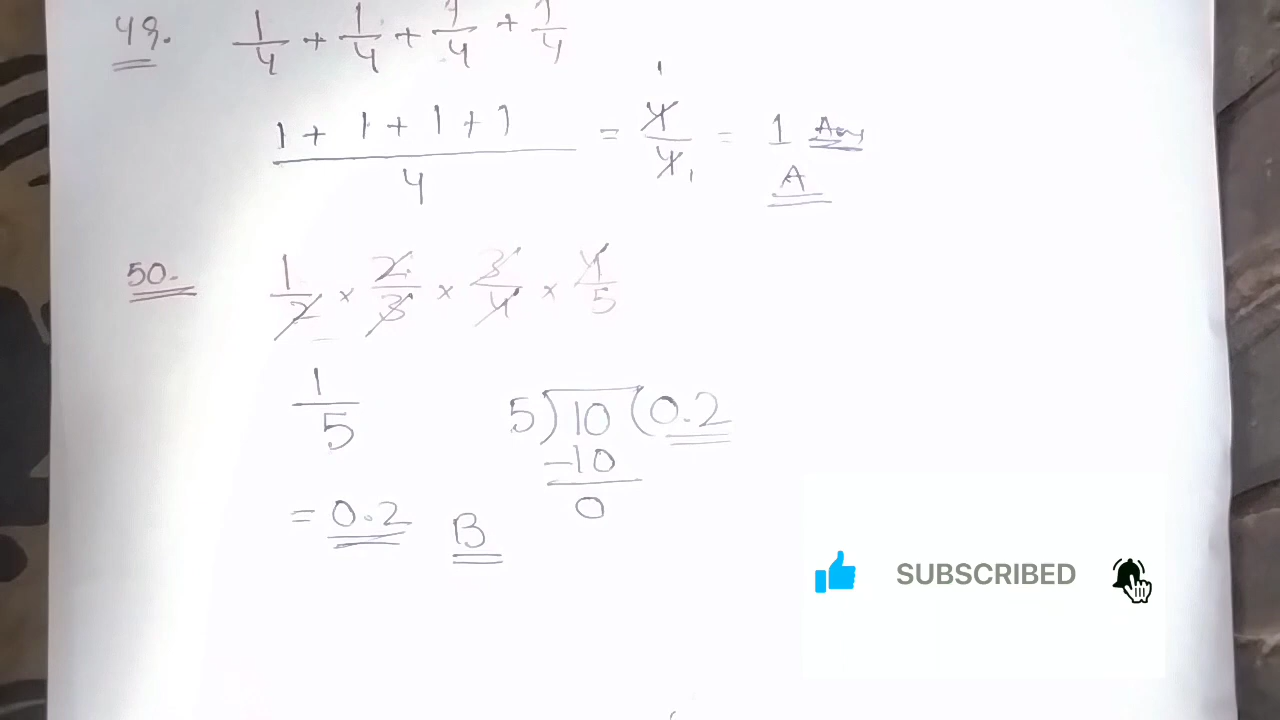 49. 1/4 + 1/4 + 1/4 + 1/4
1 + 1 + 1 + 1 / 4 = 4/4 = 1 Ans
A
50. 1/2 × 2/3 × 3/4 × 4/5
1/5
5)10(0.2
-10
0
= 0.2 B
SUBSCRIBED